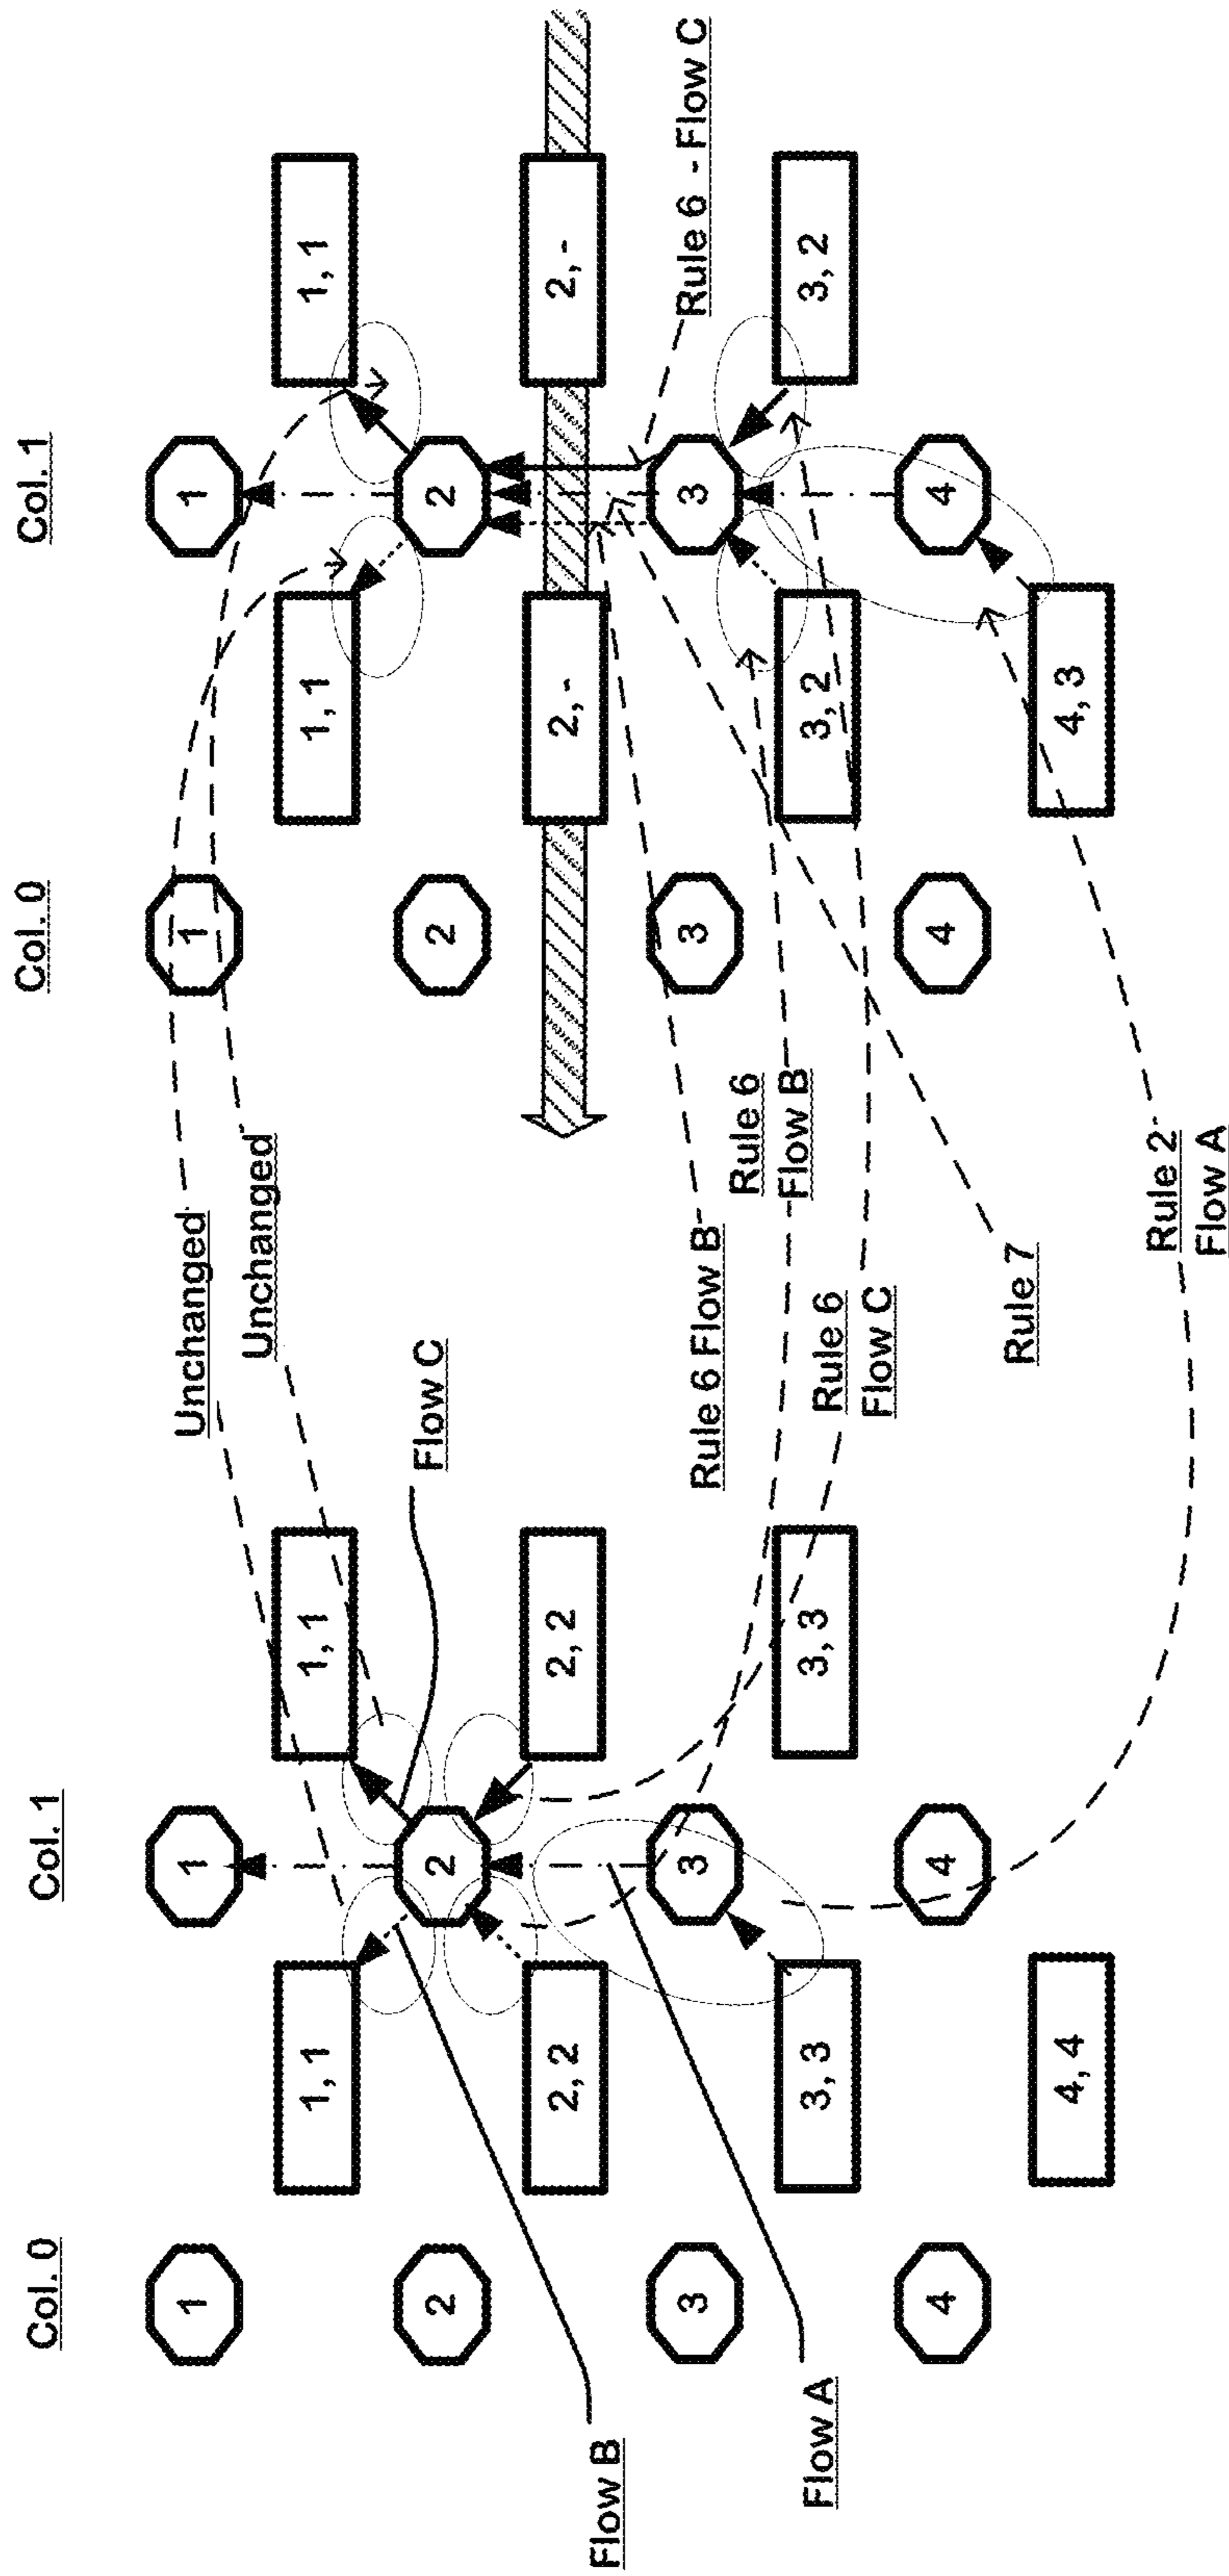 Col. 0
Col. 1
Col. 0
Col. 1
1
1
1
1
Unchanged
Unchanged
1, 1
1, 1
1, 1
1, 1
Flow C
2
2
2
2
2, 2
2, 2
2, -
2, -
Flow B
Rule 6 - Flow C
3
3
3
3
Rule 6 Flow B
Rule 6
Flow B
3, 3
3, 3
3, 2
3, 2
Flow A
Rule 6
Flow C
4
4
4
4
Rule 7
4, 4
4, 3
Rule 2
Flow A